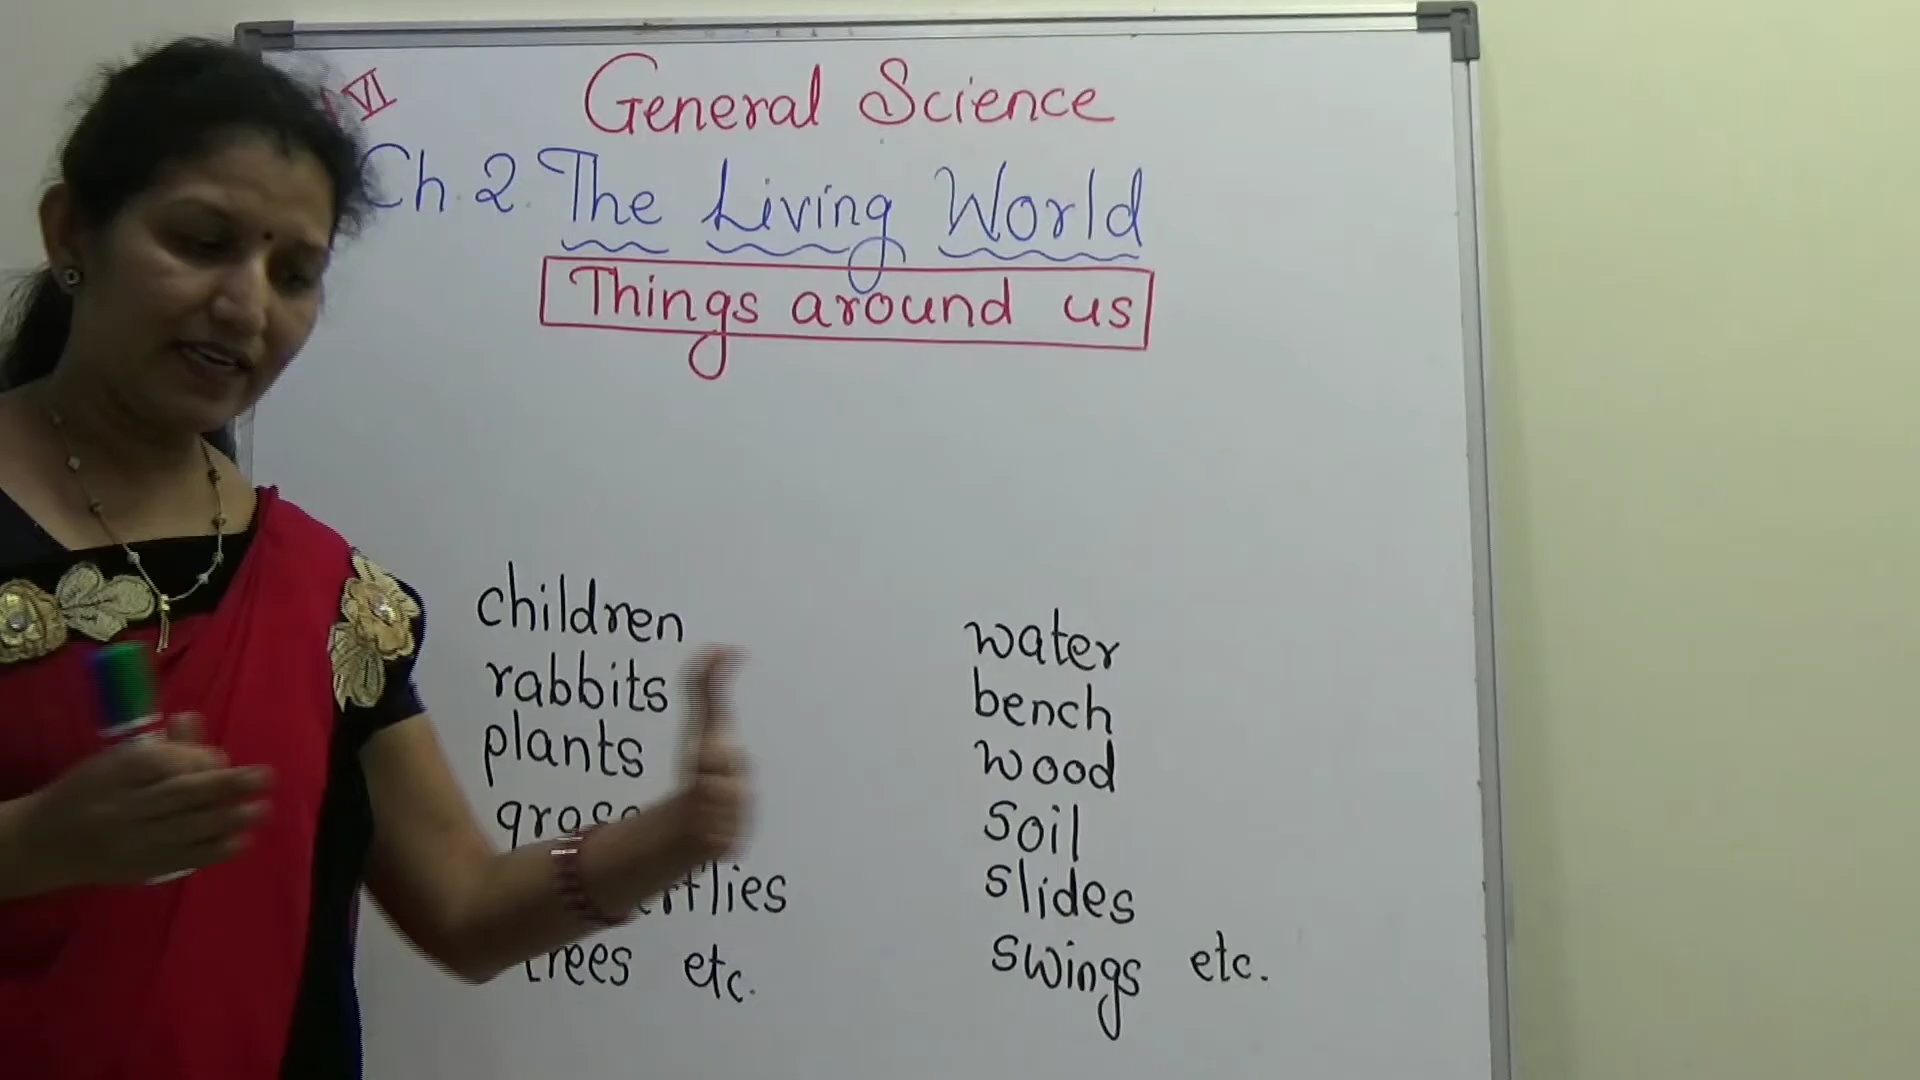 VI
General Science
Ch. 2. The Living World
Things around us
children
rabbits
plants
trees etc.
water
bench
wood
soil
slides
swings etc.